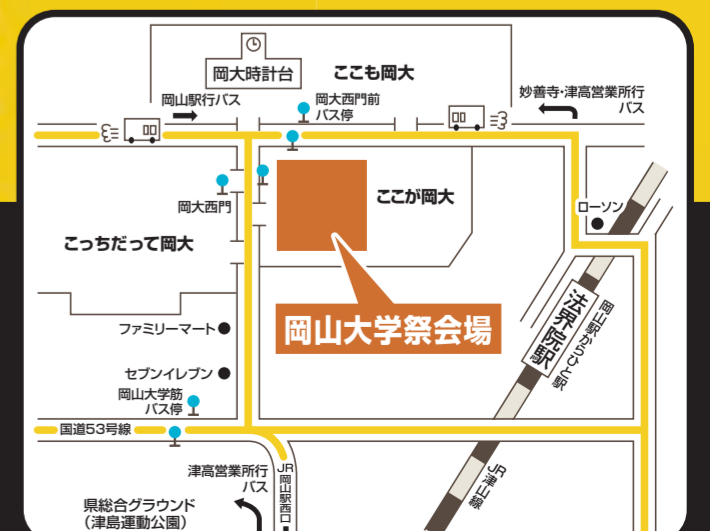 岡大時計台
ここも岡大
岡山駅行バス
岡大西門前
バス停
妙善寺・津高営業所行
バス
岡大西門
ここが岡大
ローソン
こっちだって岡大
岡山大学祭会場
法界院駅
岡山駅からひと駅
ファミリーマート
セブンイレブン
岡山大学筋
バス停
国道53号線
津高営業所行
バス
JR岡山駅西口
JR津山線
県総合グラウンド
（津島運動公園）